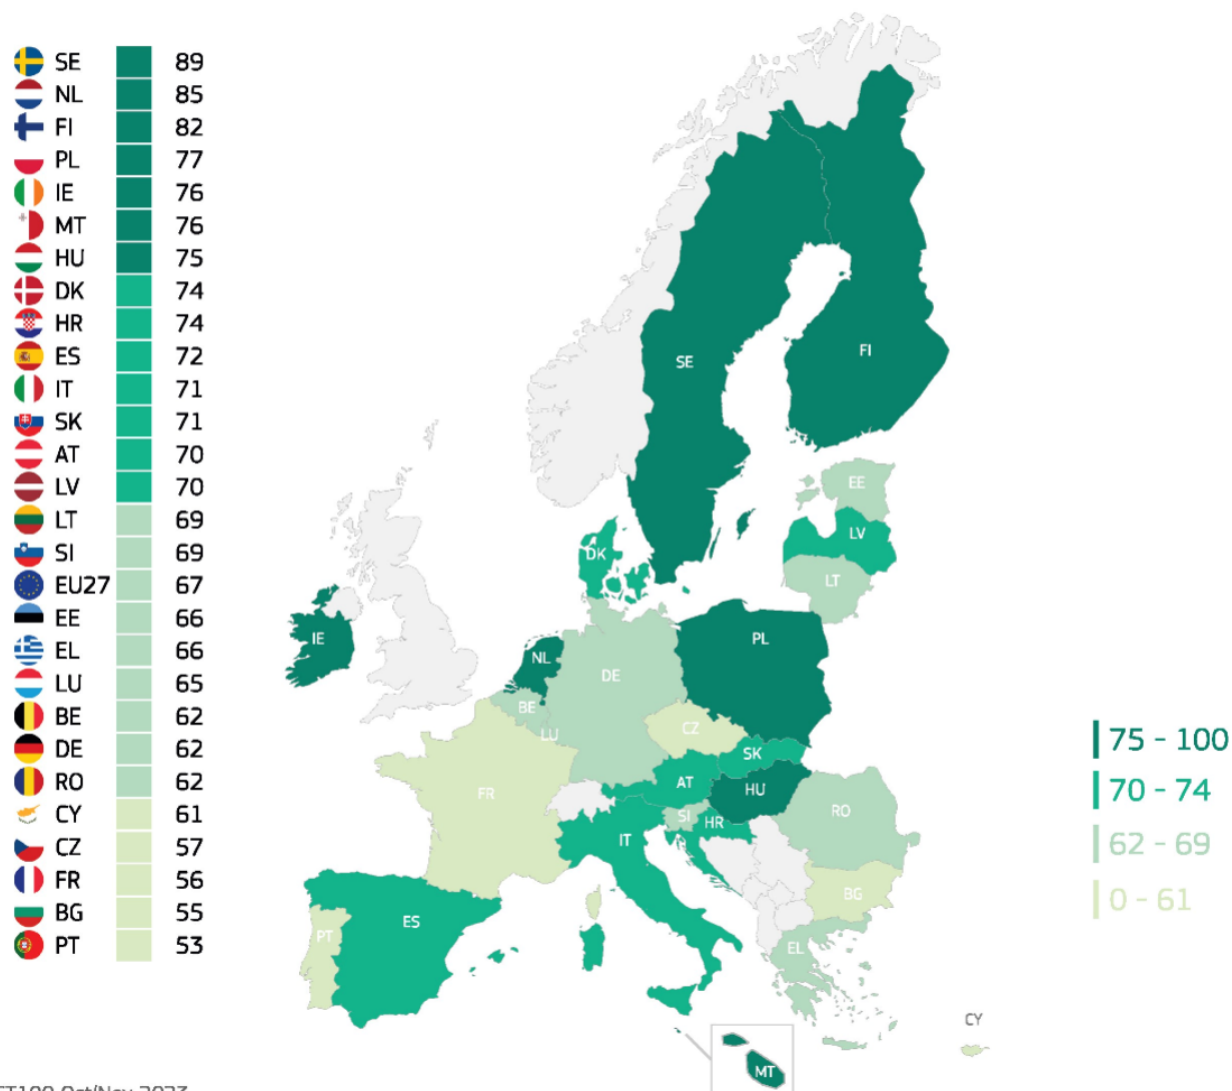 SE 89
NL 85
FI 82
PL 77
IE 76
MT 76
HU 75
DK 74
HR 74
ES 72
IT 71
SK 71
AT 70
LV 70
LT 69
SI 69
EU27 67
EE 66
EL 66
LU 65
BE 62
DE 62
RO 62
CY 61
CZ 57
FR 56
BG 55
PT 53
SE
FI
EE
LV
LT
DK
IE
NL
PL
DE
BE
LU
CZ
SK
FR
AT
HU
SI
HR
RO
IT
BG
ES
PT
EL
CY
MT
75 - 100
70 - 74
62 - 69
0 - 61
Oct/Nov 2023